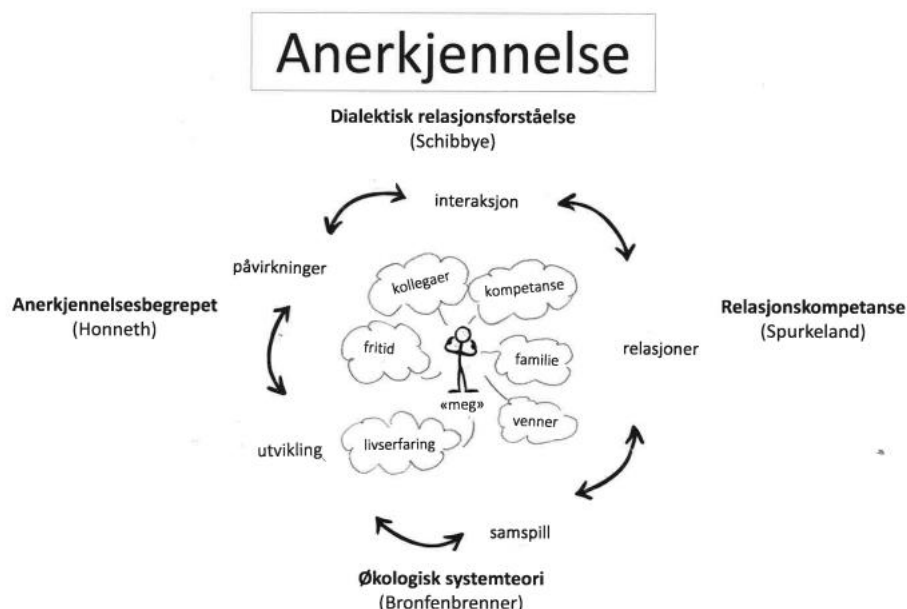 Anerkjennelse
Dialektisk relasjonsforståelse
(Schibbye)
interaksjon
påvirkninger
kollegaer
kompetanse
Anerkjennelsesbegrepet
(Honneth)
Relasjonskompetanse
(Spurkeland)
fritid
familie
relasjoner
«meg»
venner
utvikling
livserfaring
samspill
Økologisk systemteori
(Bronfenbrenner)